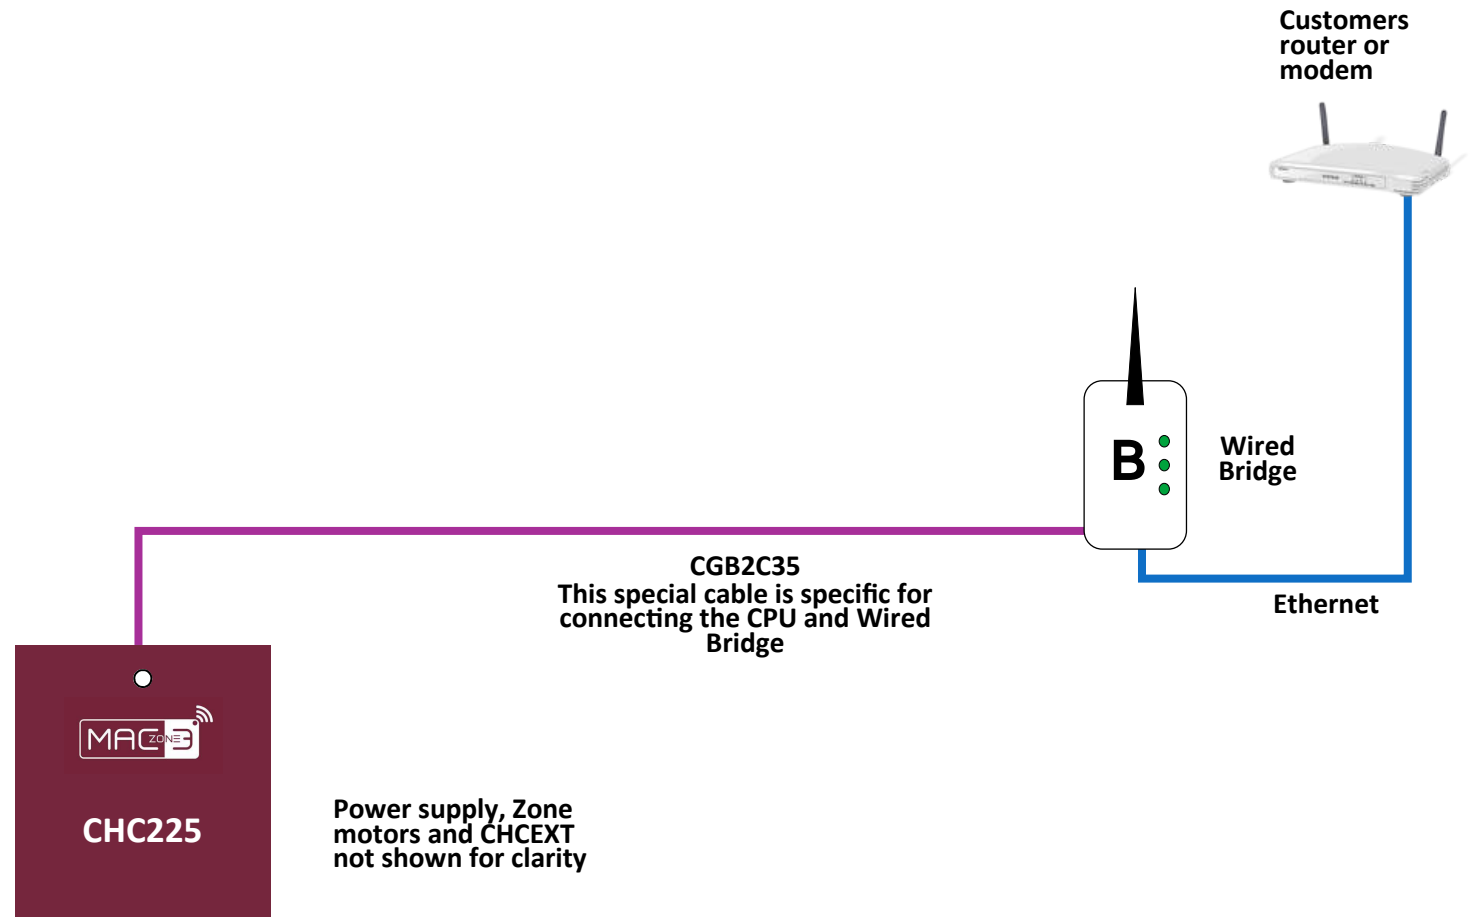 Customers
router or
modem
B
Wired
Bridge
CGB2C35
This special cable is specific for
connecting the CPU and Wired
Bridge
Ethernet
MAC ZONE 3
CHC225
Power supply, Zone
motors and CHCEXT
not shown for clarity